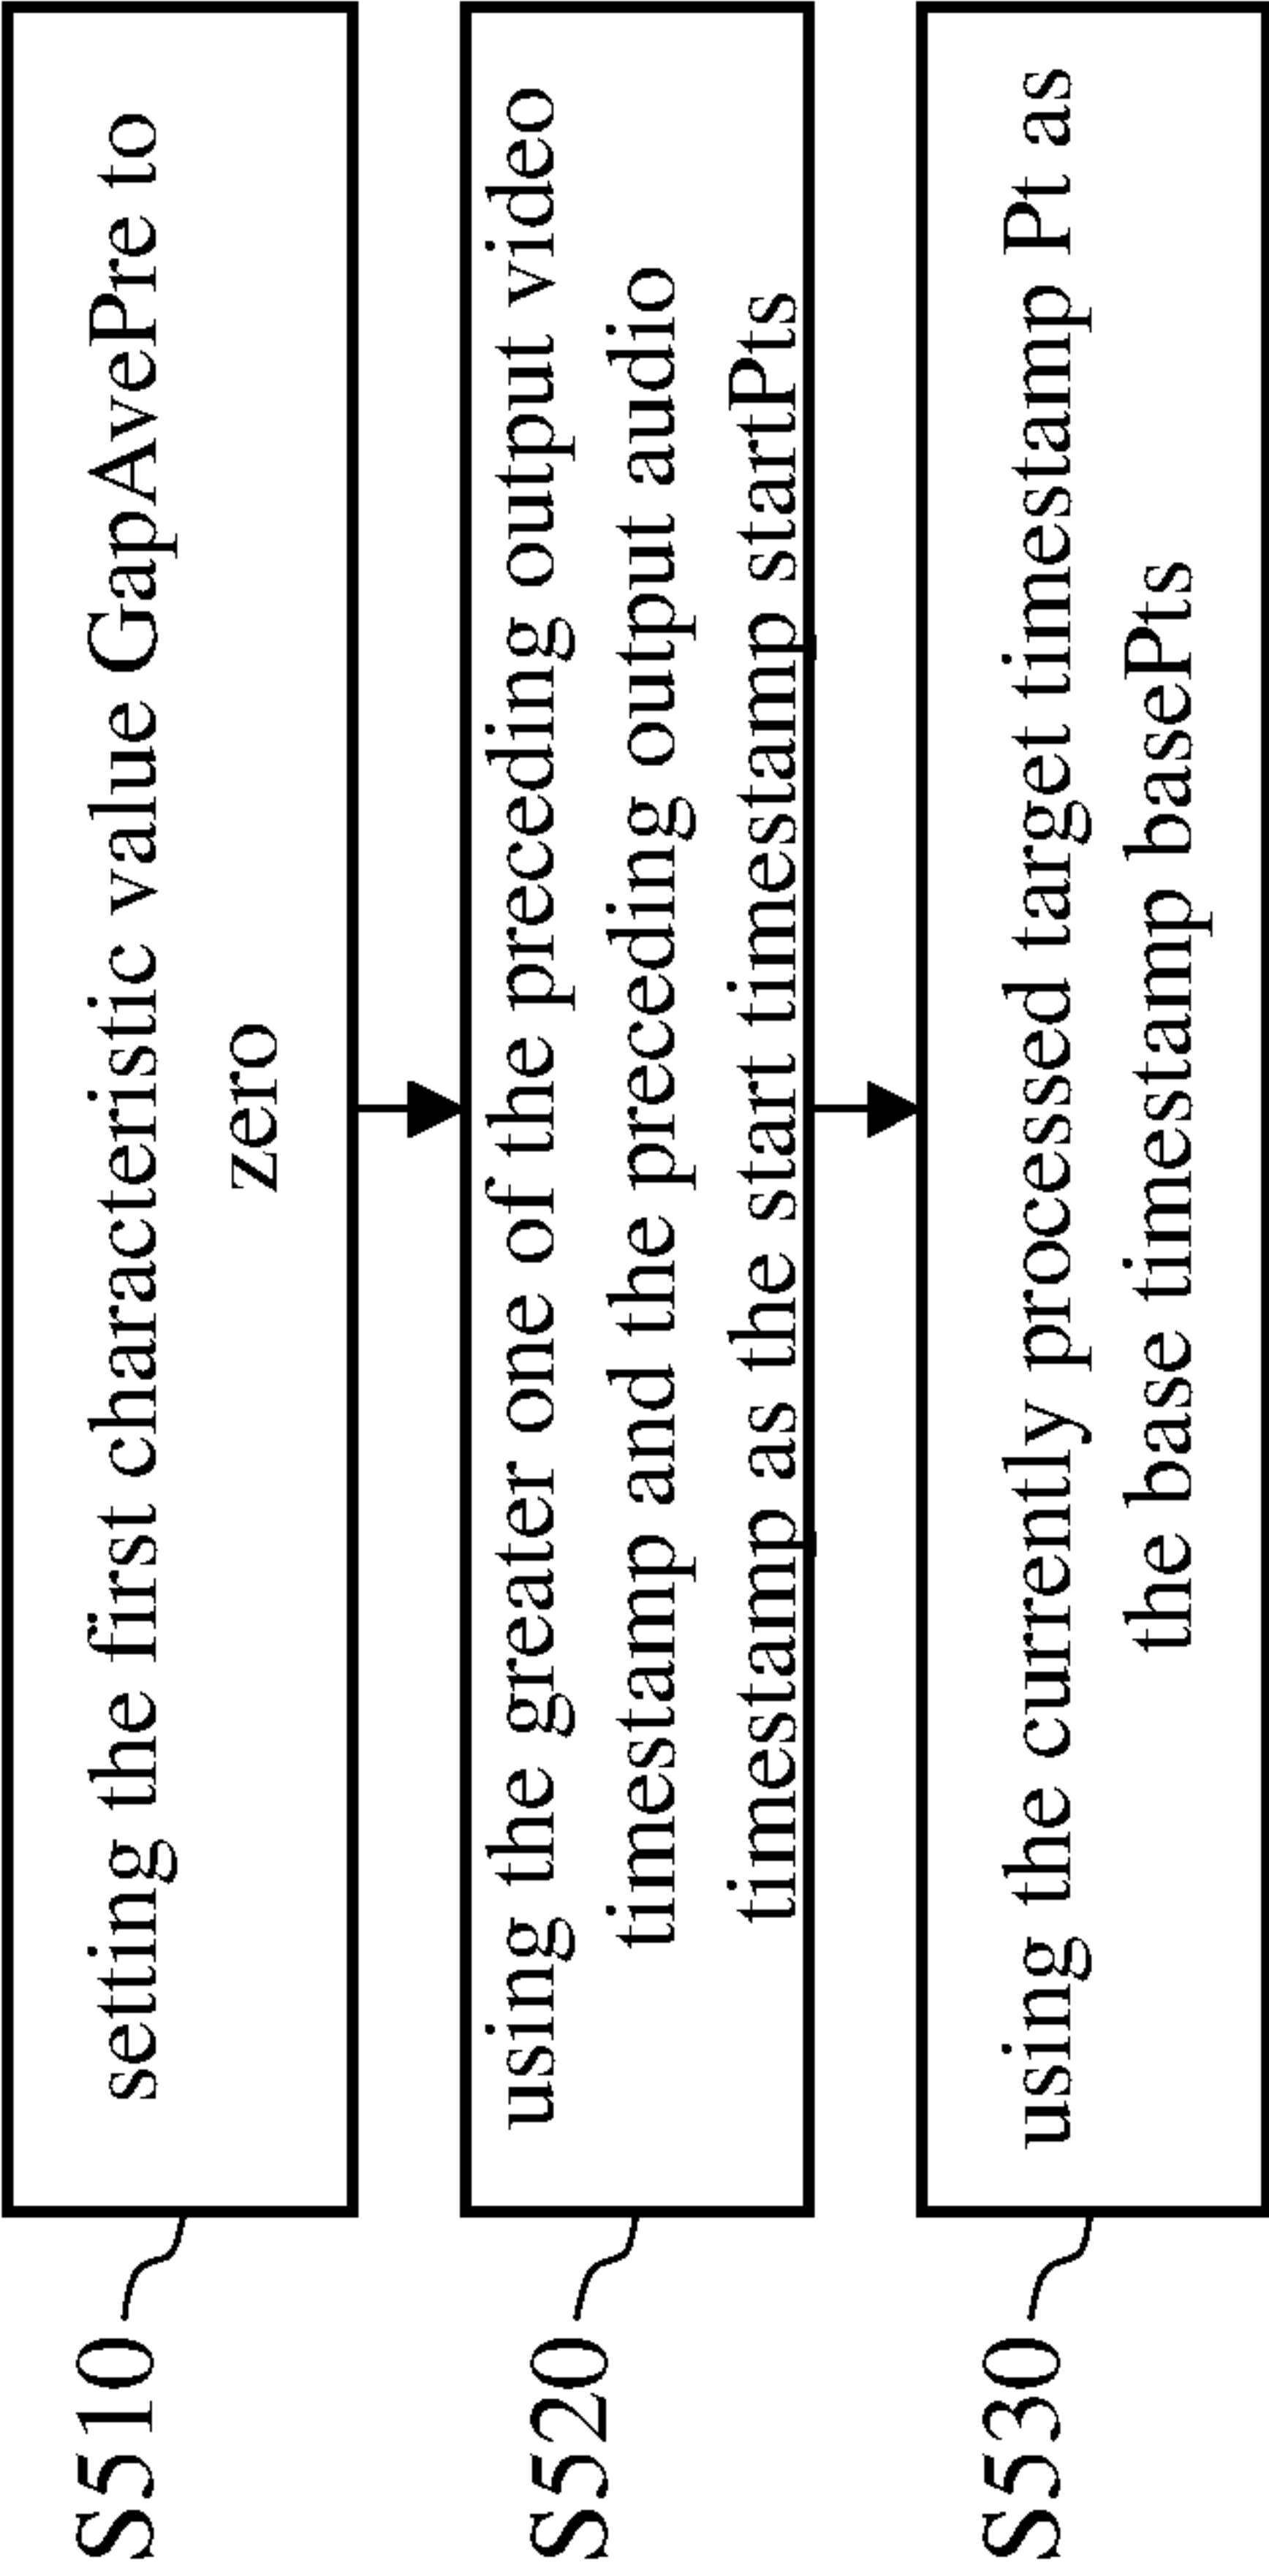 S510
setting the first characteristic value GapAvePre to
zero
S520
using the greater one of the preceding output video
timestamp and the preceding output audio
timestamp as the start timestamp startPts
S530
using the currently processed target timestamp Pt as
the base timestamp basePts